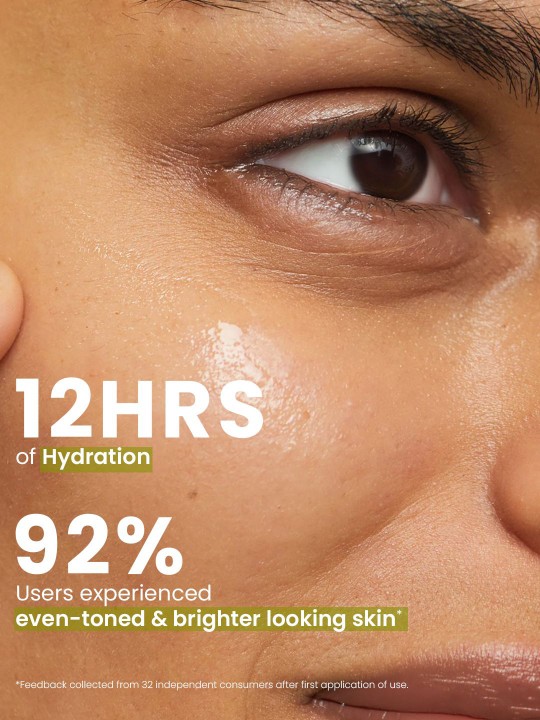 12HRS
of Hydration
92%
Users experienced
even-toned & brighter looking skin*
*Feedback collected from 32 independent consumers after first application of use.